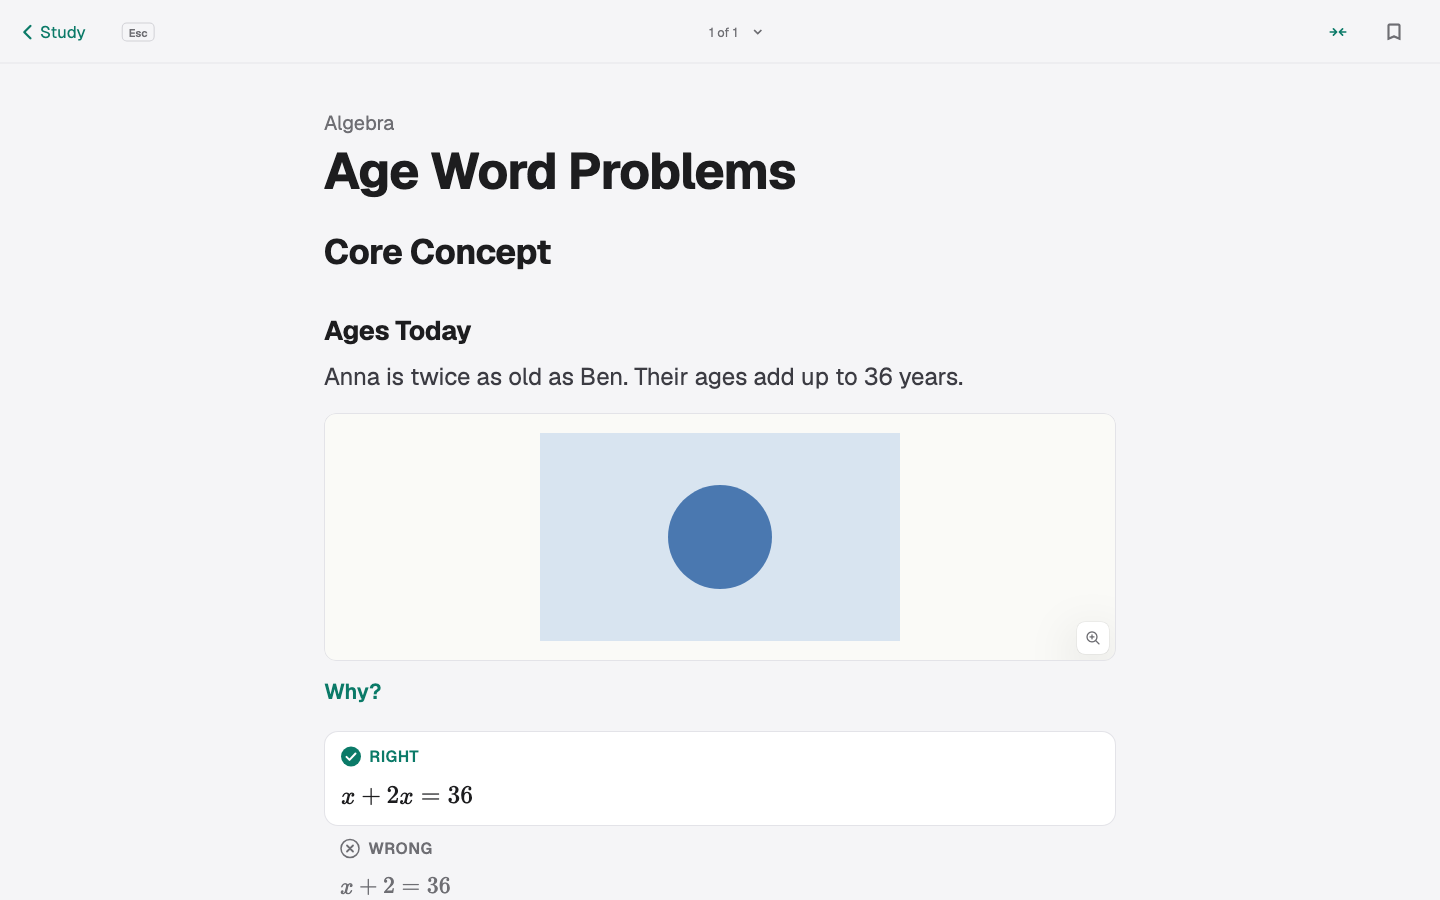 Study
Esc
1 of 1
Algebra
Age Word Problems
Core Concept
Ages Today
Anna is twice as old as Ben. Their ages add up to 36 years.
Why?
RIGHT
x + 2x = 36
WRONG
x + 2 = 36